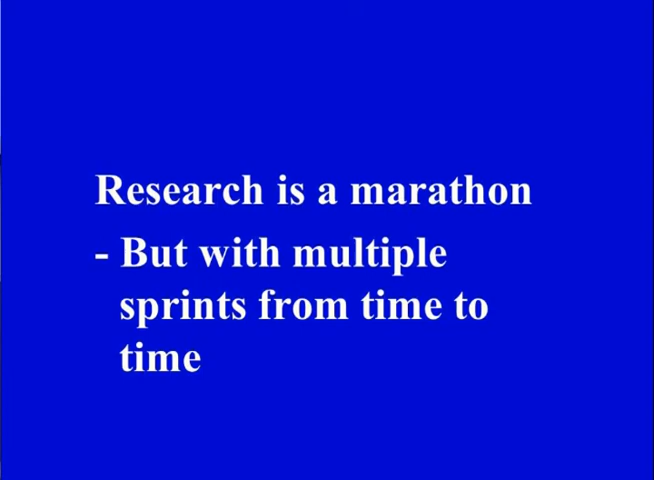 Research is a marathon
- But with multiple
sprints from time to
time